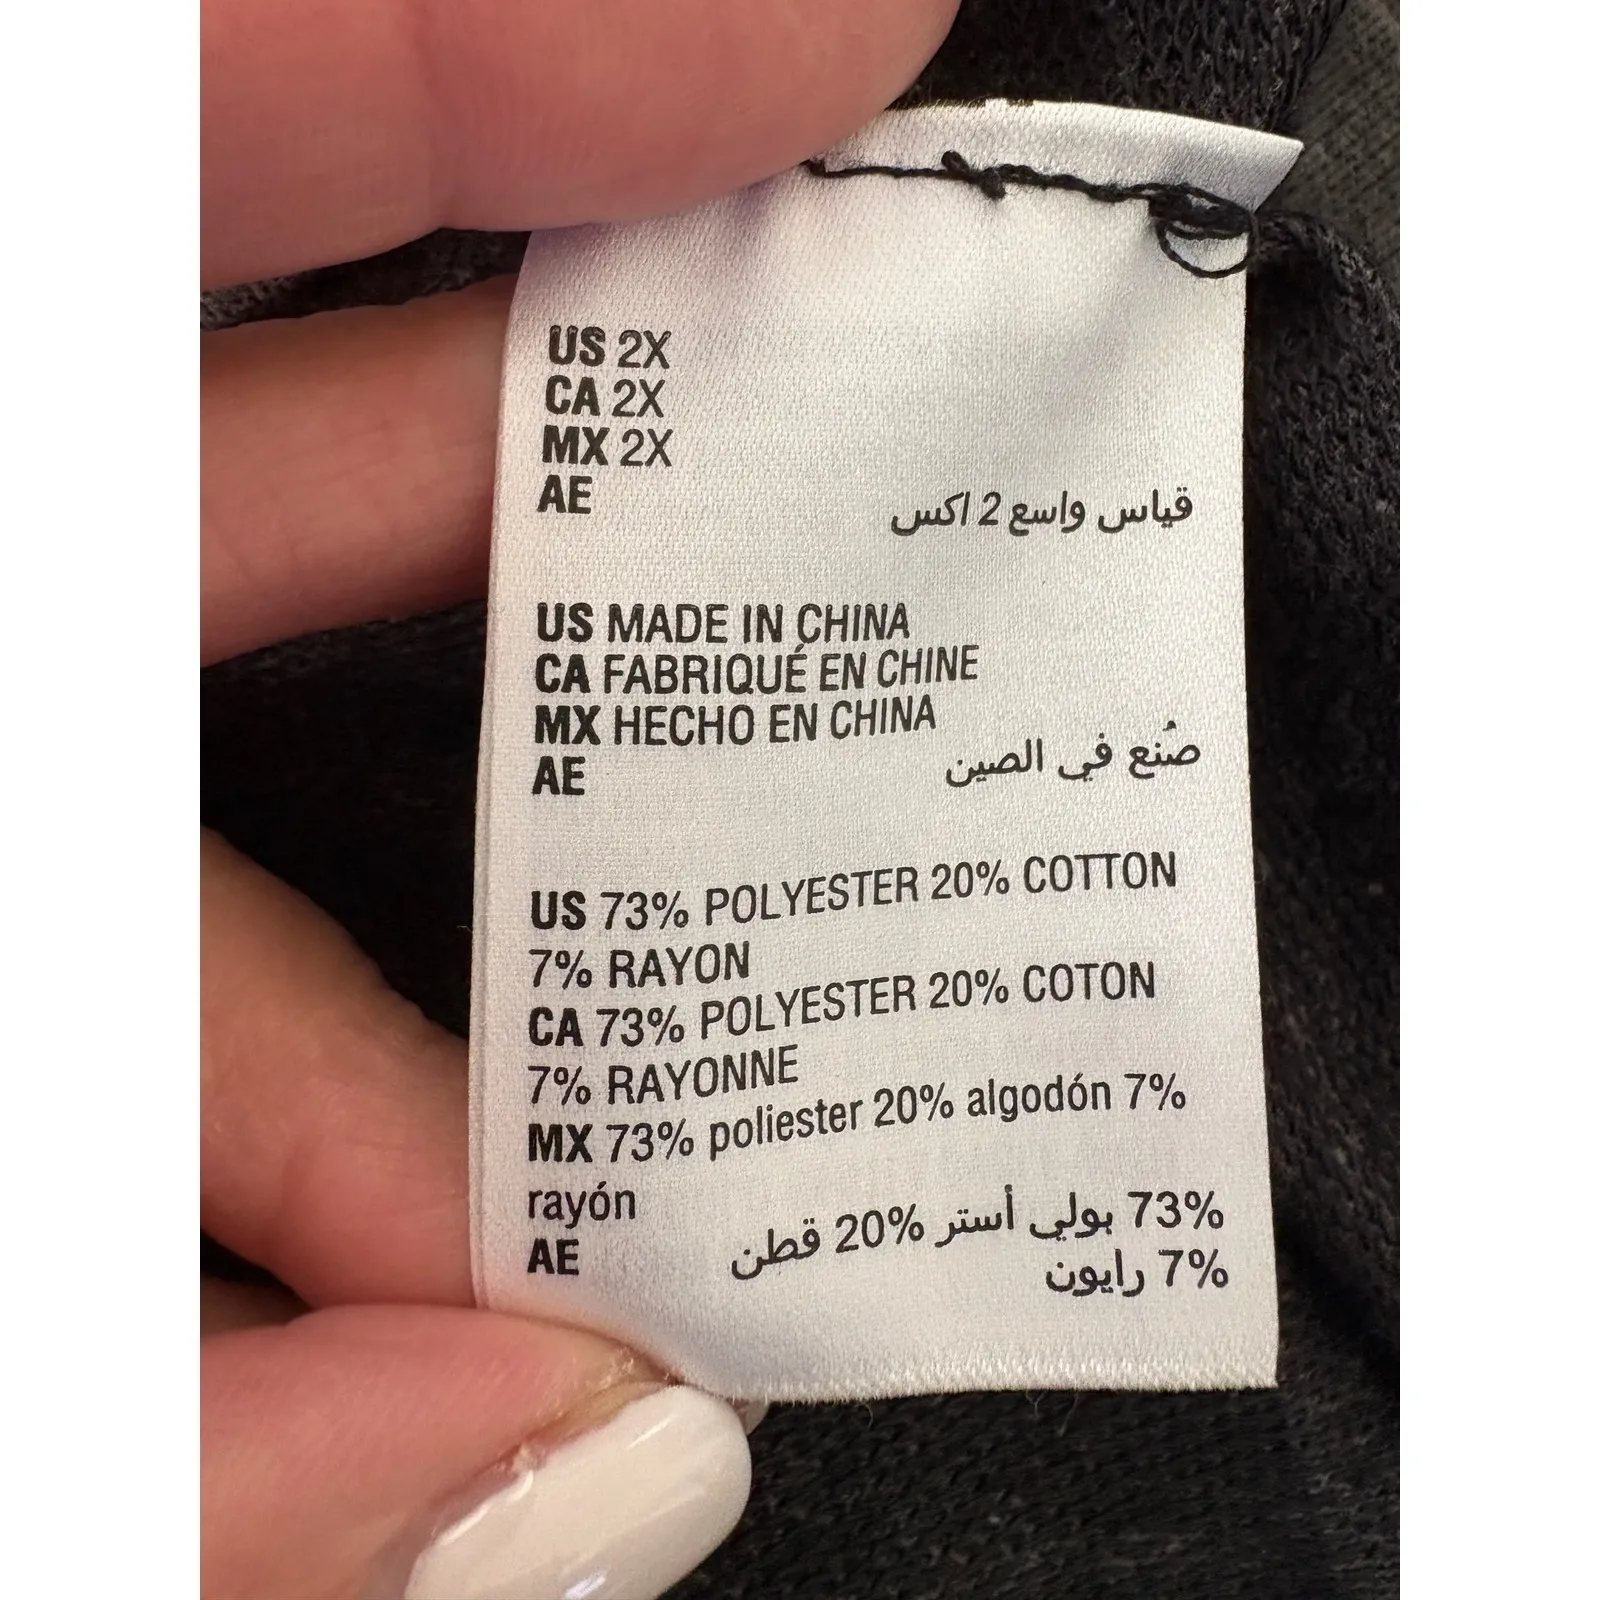 US 2X
CA 2X
MX 2X
AE قياس واسع 2 اكس
US MADE IN CHINA
CA FABRIQUÉ EN CHINE
MX HECHO EN CHINA
AE صُنع في الصين
US 73% POLYESTER 20% COTTON
7% RAYON
CA 73% POLYESTER 20% COTON
7% RAYONNE
MX 73% poliester 20% algodón 7%
rayón
AE 73% بولي أستر 20% قطن
7% رايون